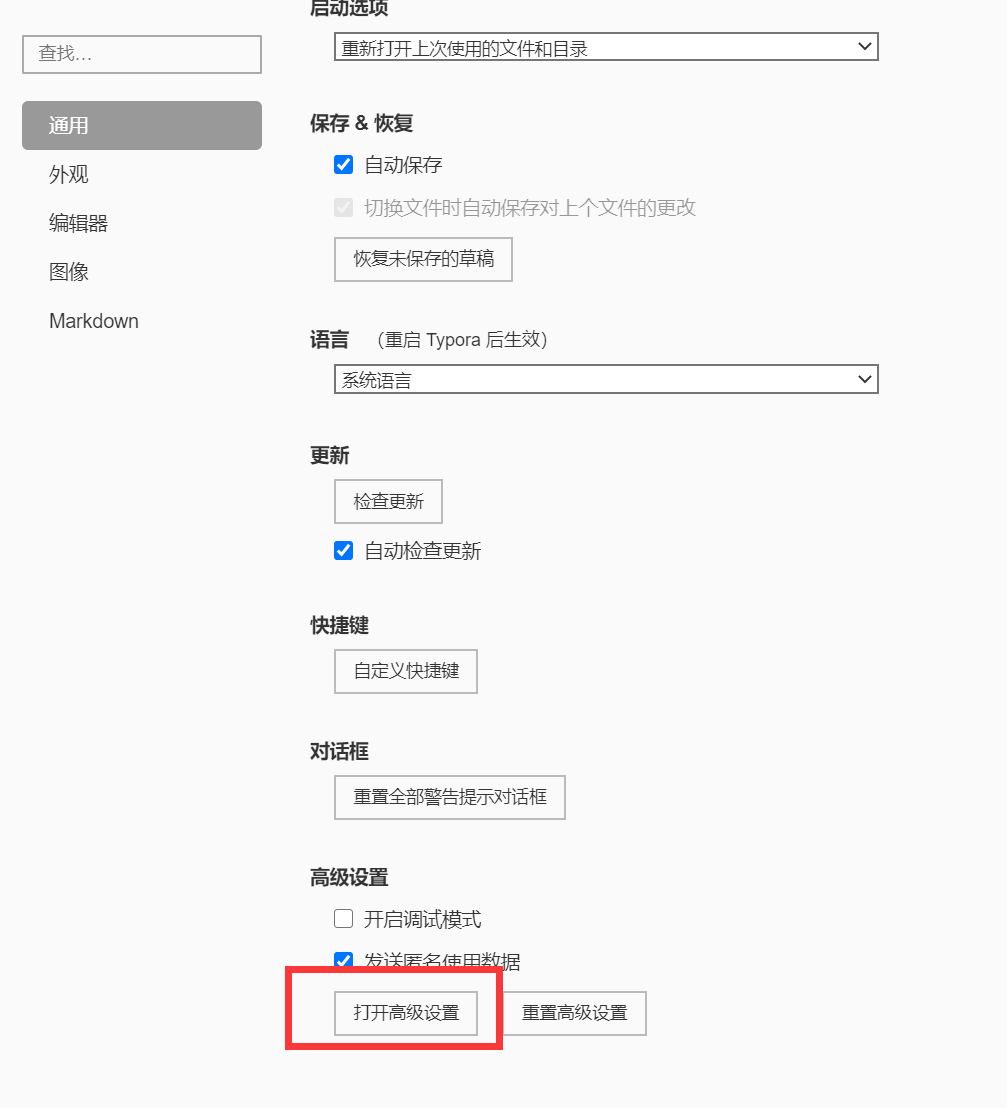 启动选项
查找…
重新打开上次使用的文件和目录
通用
外观
编辑器
图像
Markdown
保存 & 恢复
自动保存
切换文件时自动保存对上个文件的更改
恢复未保存的草稿
语言 （重启 Typora 后生效）
系统语言
更新
检查更新
自动检查更新
快捷键
自定义快捷键
对话框
重置全部警告提示对话框
高级设置
开启调试模式
发送匿名使用数据
打开高级设置 重置高级设置